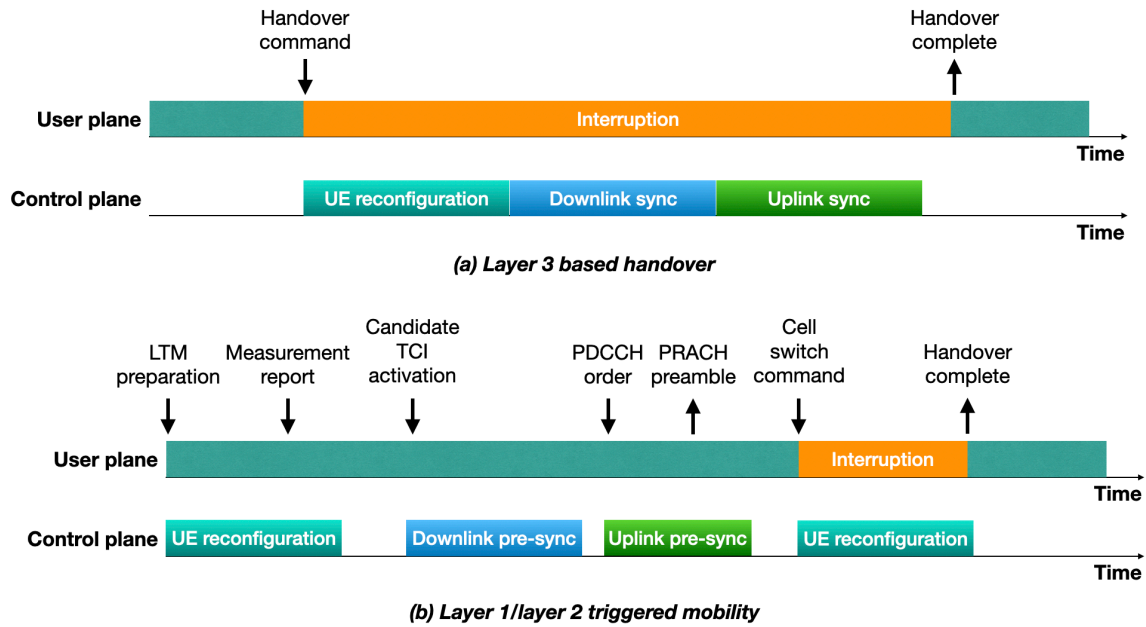 Handover
command
Handover
complete
User plane
Interruption
Time
Control plane
UE reconfiguration
Downlink sync
Uplink sync
Time
(a) Layer 3 based handover
LTM
preparation
Measurement
report
Candidate
TCI
activation
PDCCH
order
PRACH
preamble
Cell
switch
command
Handover
complete
User plane
Interruption
Time
Control plane
UE reconfiguration
Downlink pre-sync
Uplink pre-sync
UE reconfiguration
Time
(b) Layer 1/layer 2 triggered mobility